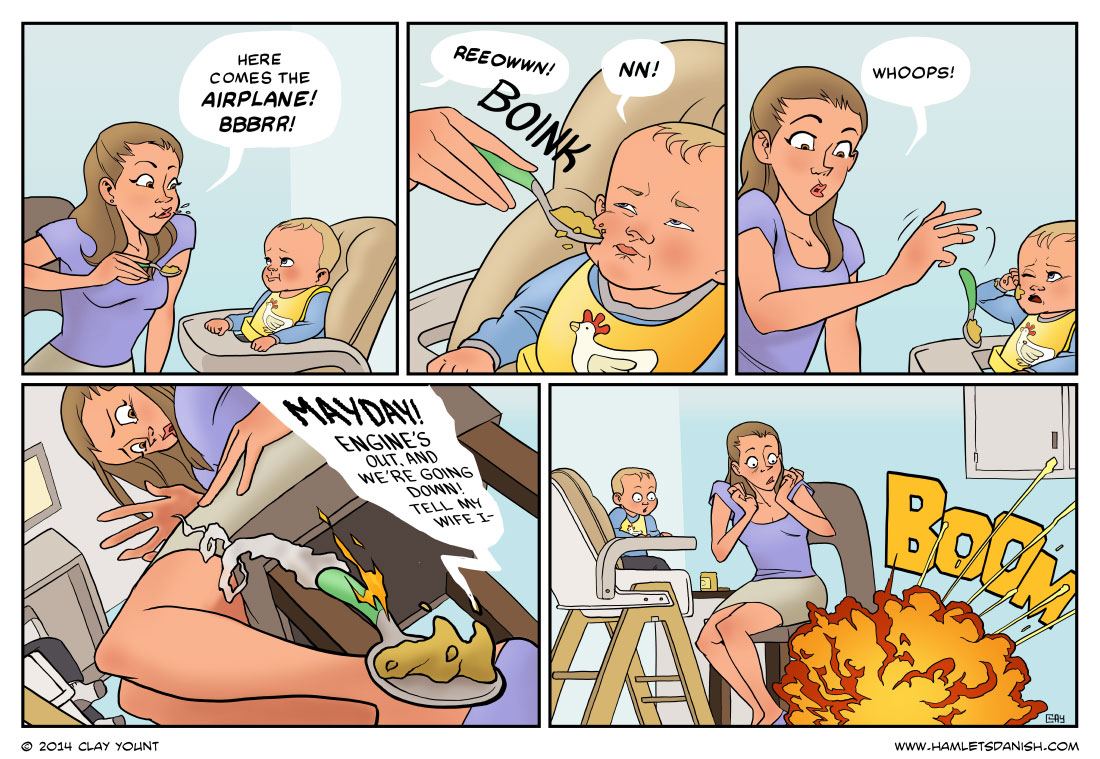 HERE
COMES THE
AIRPLANE!
BBBRR!
REEOWWN!
BOINK
NN!
WHOOPS!
MAYDAY!
ENGINE'S
OUT, AND
WE'RE GOING
DOWN!
TELL MY
WIFE I-
BOOM
CLAY
© 2014 CLAY YOUNT
WWW.HAMLETSDANISH.COM